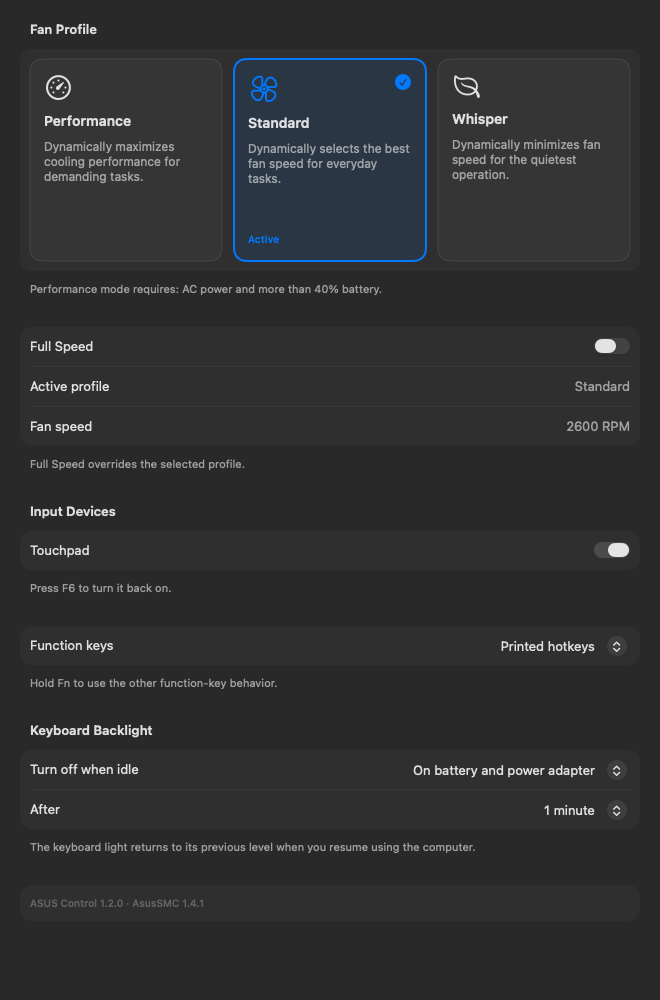 Fan Profile
Performance
Dynamically maximizes
cooling performance for
demanding tasks.
Standard
Dynamically selects the best
fan speed for everyday
tasks.
Active
Whisper
Dynamically minimizes fan
speed for the quietest
operation.
Performance mode requires: AC power and more than 40% battery.
Full Speed
Active profile Standard
Fan speed 2600 RPM
Full Speed overrides the selected profile.
Input Devices
Touchpad
Press F6 to turn it back on.
Function keys Printed hotkeys
Hold Fn to use the other function-key behavior.
Keyboard Backlight
Turn off when idle On battery and power adapter
After 1 minute
The keyboard light returns to its previous level when you resume using the computer.
ASUS Control 1.2.0 · AsusSMC 1.4.1